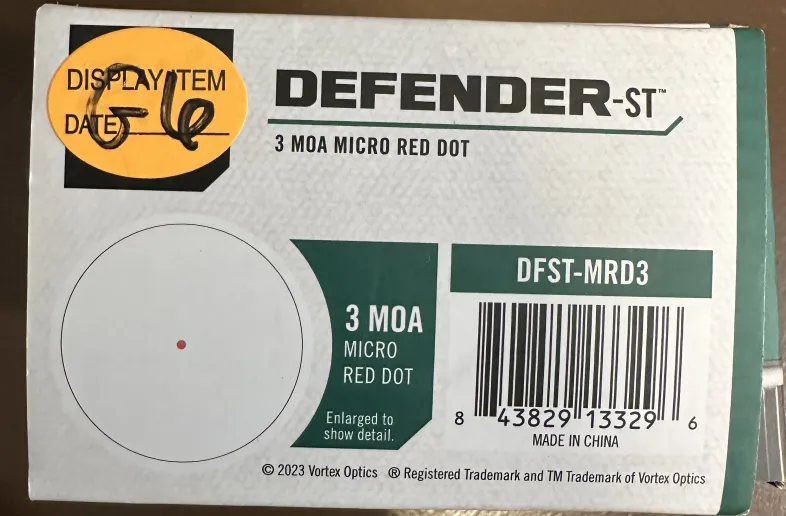 DISPLAY ITEM
DATE
6-6
DEFENDER-ST™
3 MOA MICRO RED DOT
DFST-MRD3
3 MOA
MICRO
RED DOT
Enlarged to
show detail.
8 43829 13329 6
MADE IN CHINA
© 2023 Vortex Optics ® Registered Trademark and TM Trademark of Vortex Optics